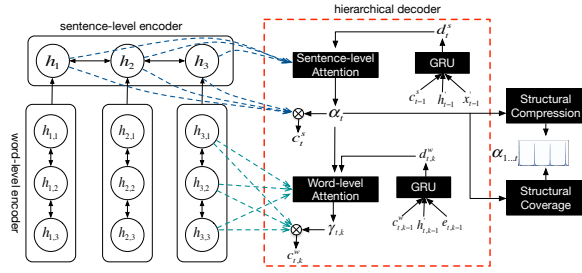 sentence-level encoder
hierarchical decoder
h1
h2
h3
Sentence-level
Attention
d_t^s
GRU
c_{t-1}^s
h_{t-1}^'
x_{t-1}^'
α_t
c_t^s
Structural
Compression
α_{1...t}
Structural
Coverage
word-level encoder
h1,1
h2,1
h3,1
h1,2
h2,2
h3,2
h1,3
h2,3
h3,3
Word-level
Attention
d_{t,k}^w
GRU
c_{t,k-1}^w
h_{t,k-1}^'
e_{t,k-1}
γ_{t,k}
c_{t,k}^w